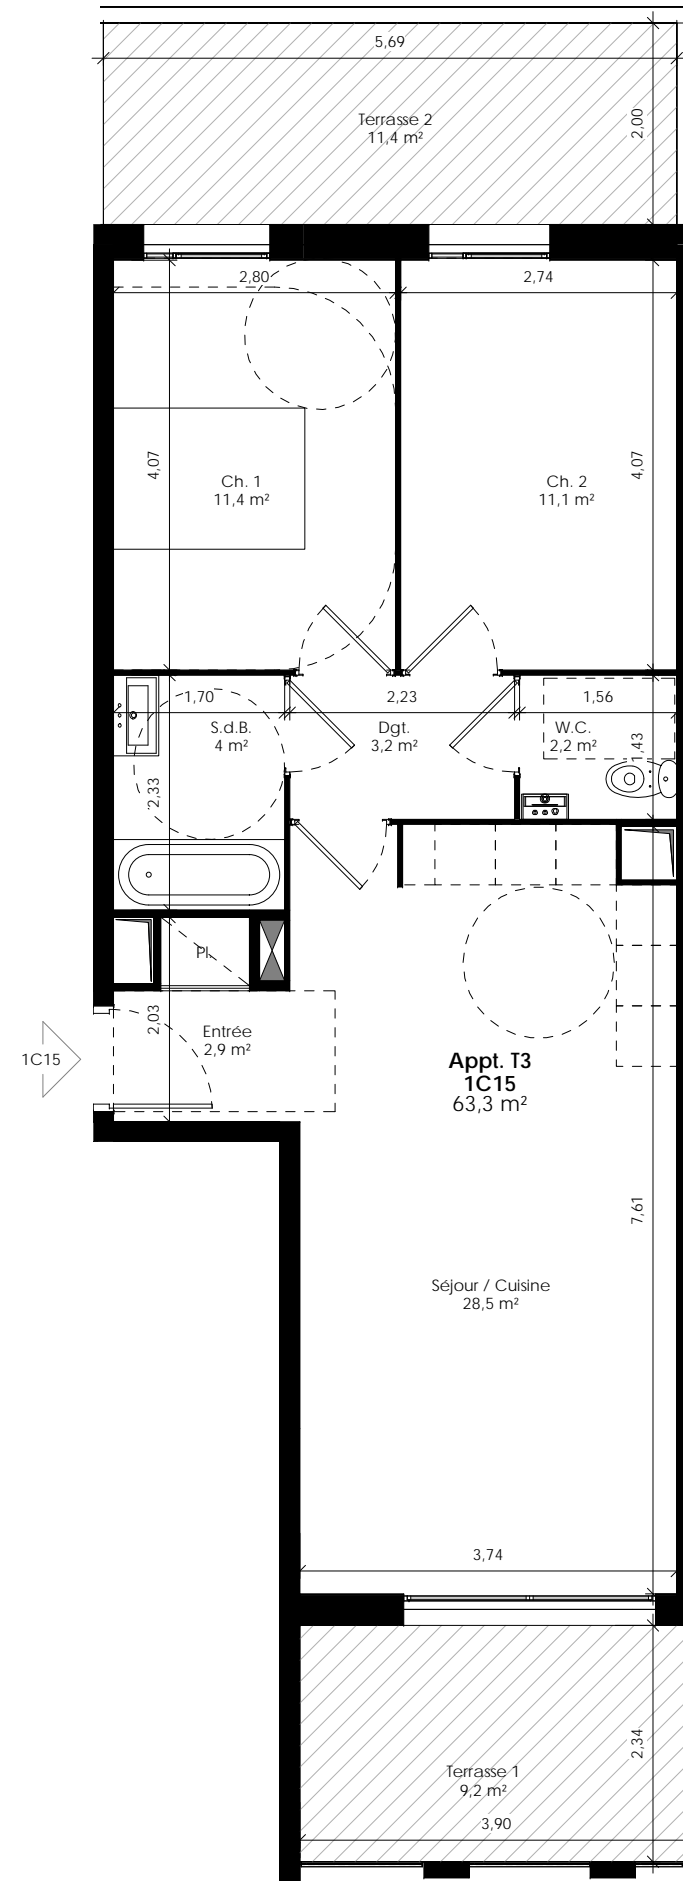 5,69
Terrasse 2
11,4 m²
2,00
2,80
2,74
4,07
4,07
Ch. 1
11,4 m²
Ch. 2
11,1 m²
1,70
2,23
1,56
S.d.B.
4 m²
Dgt.
3,2 m²
W.C.
2,2 m²
1,43
2,33
Pl.
2,03
Entrée
2,9 m²
1C15
Appt. T3
1C15
63,3 m²
7,61
Séjour / Cuisine
28,5 m²
3,74
2,34
Terrasse 1
9,2 m²
3,90